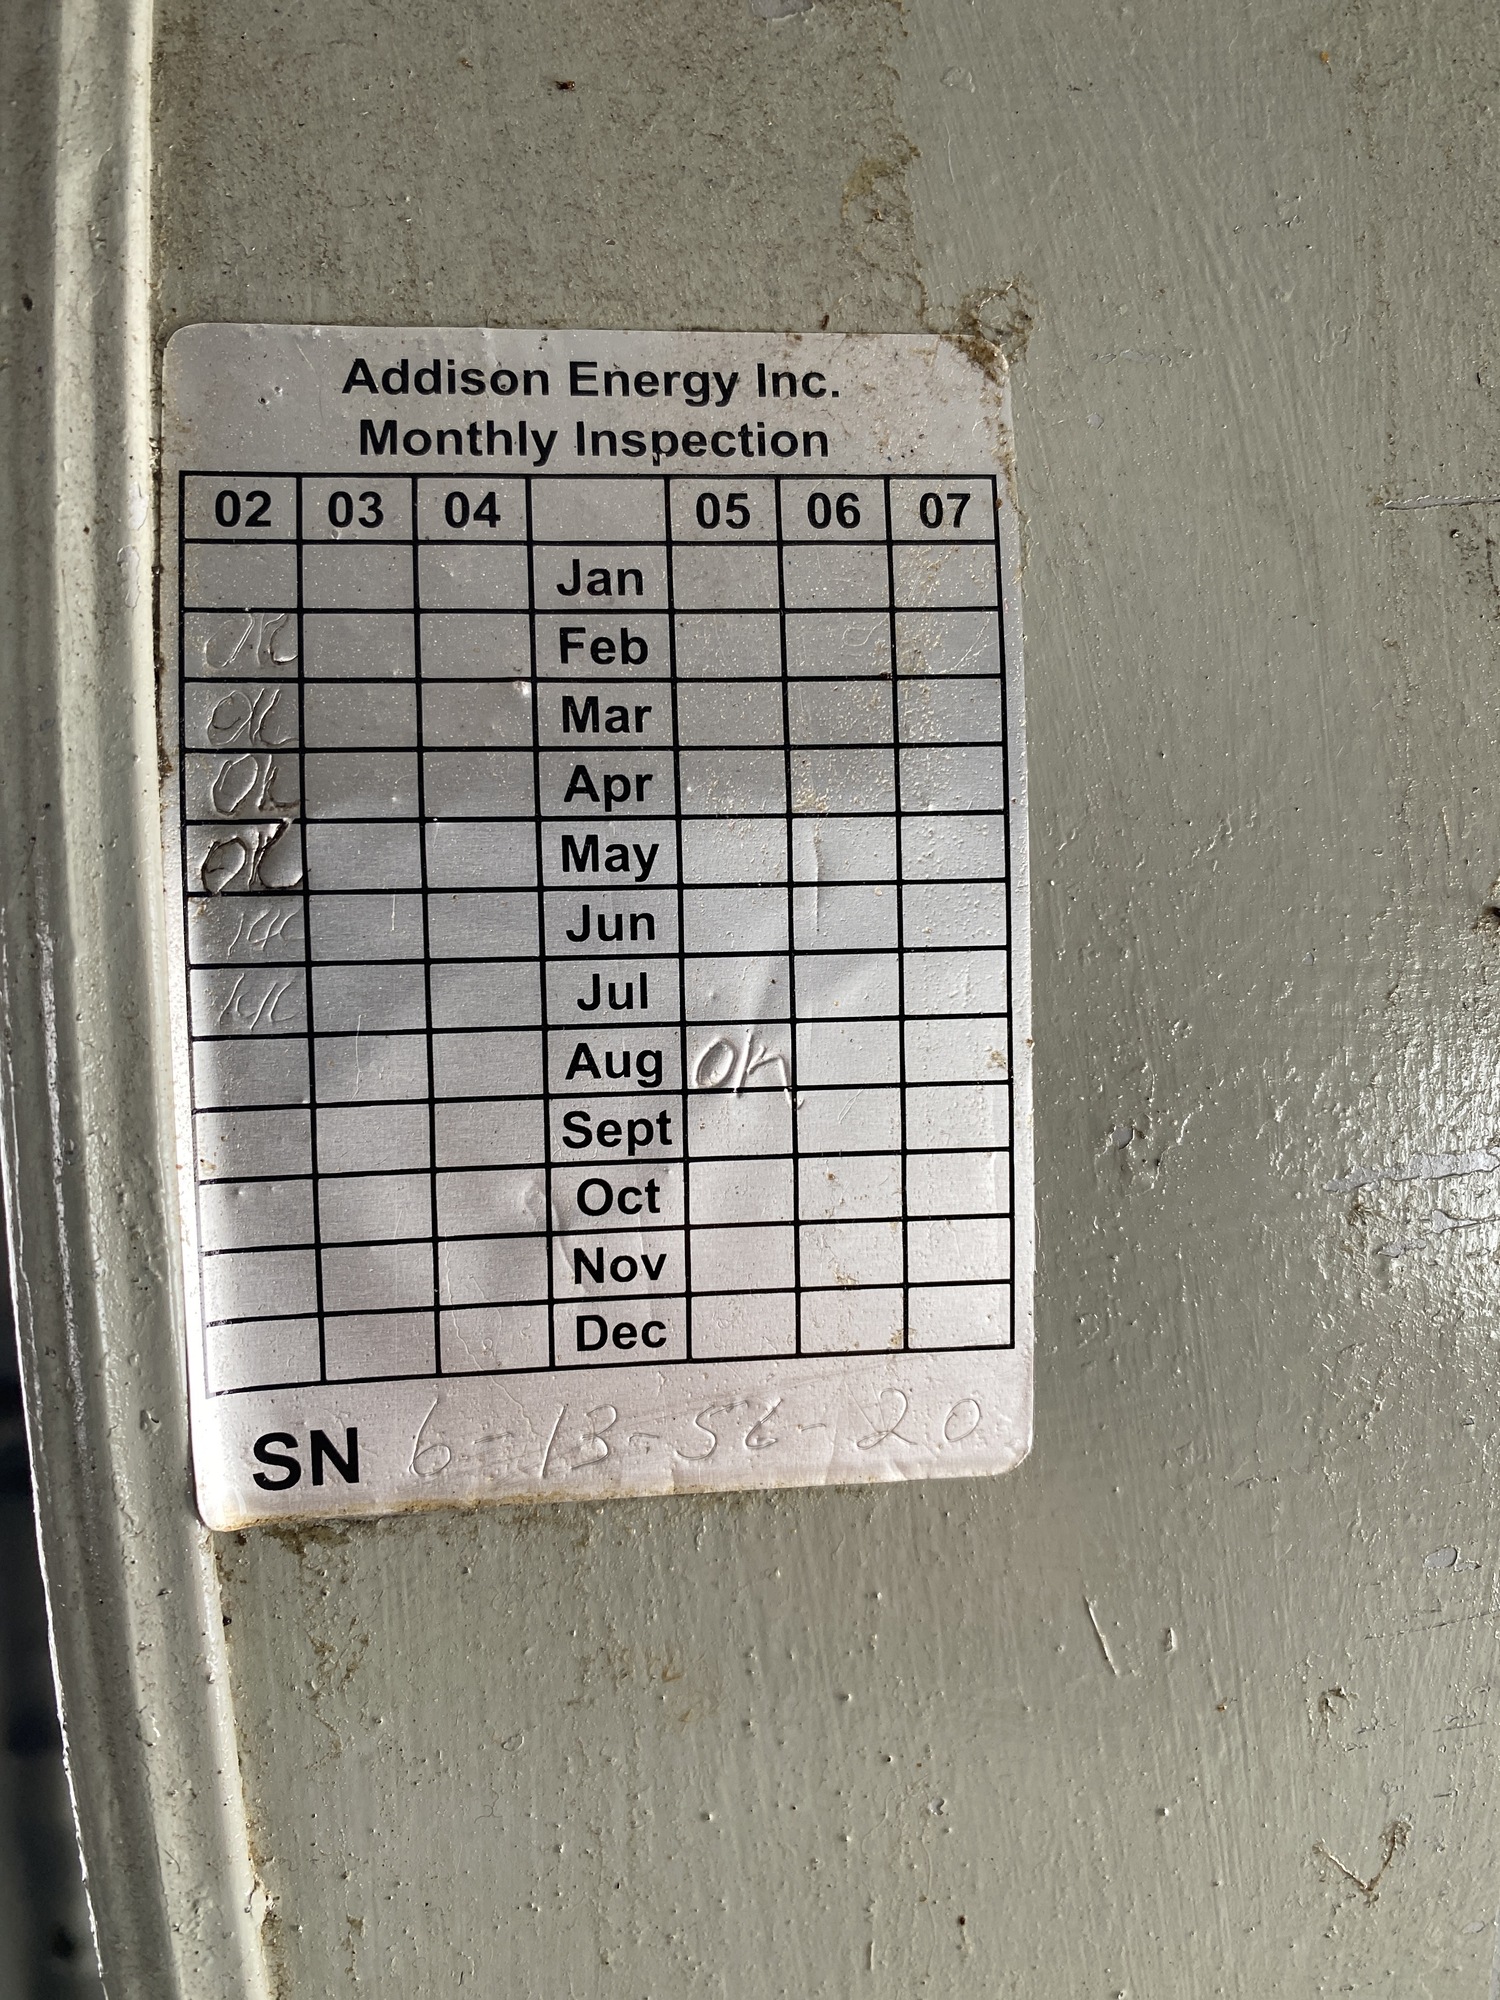 Addison Energy Inc.
Monthly Inspection
02 03 04 05 06 07
Jan
OK Feb
OK Mar
OK Apr
OK May
Jun
Jul
Aug OK
Sept
Oct
Nov
Dec
SN 6-13-56-20